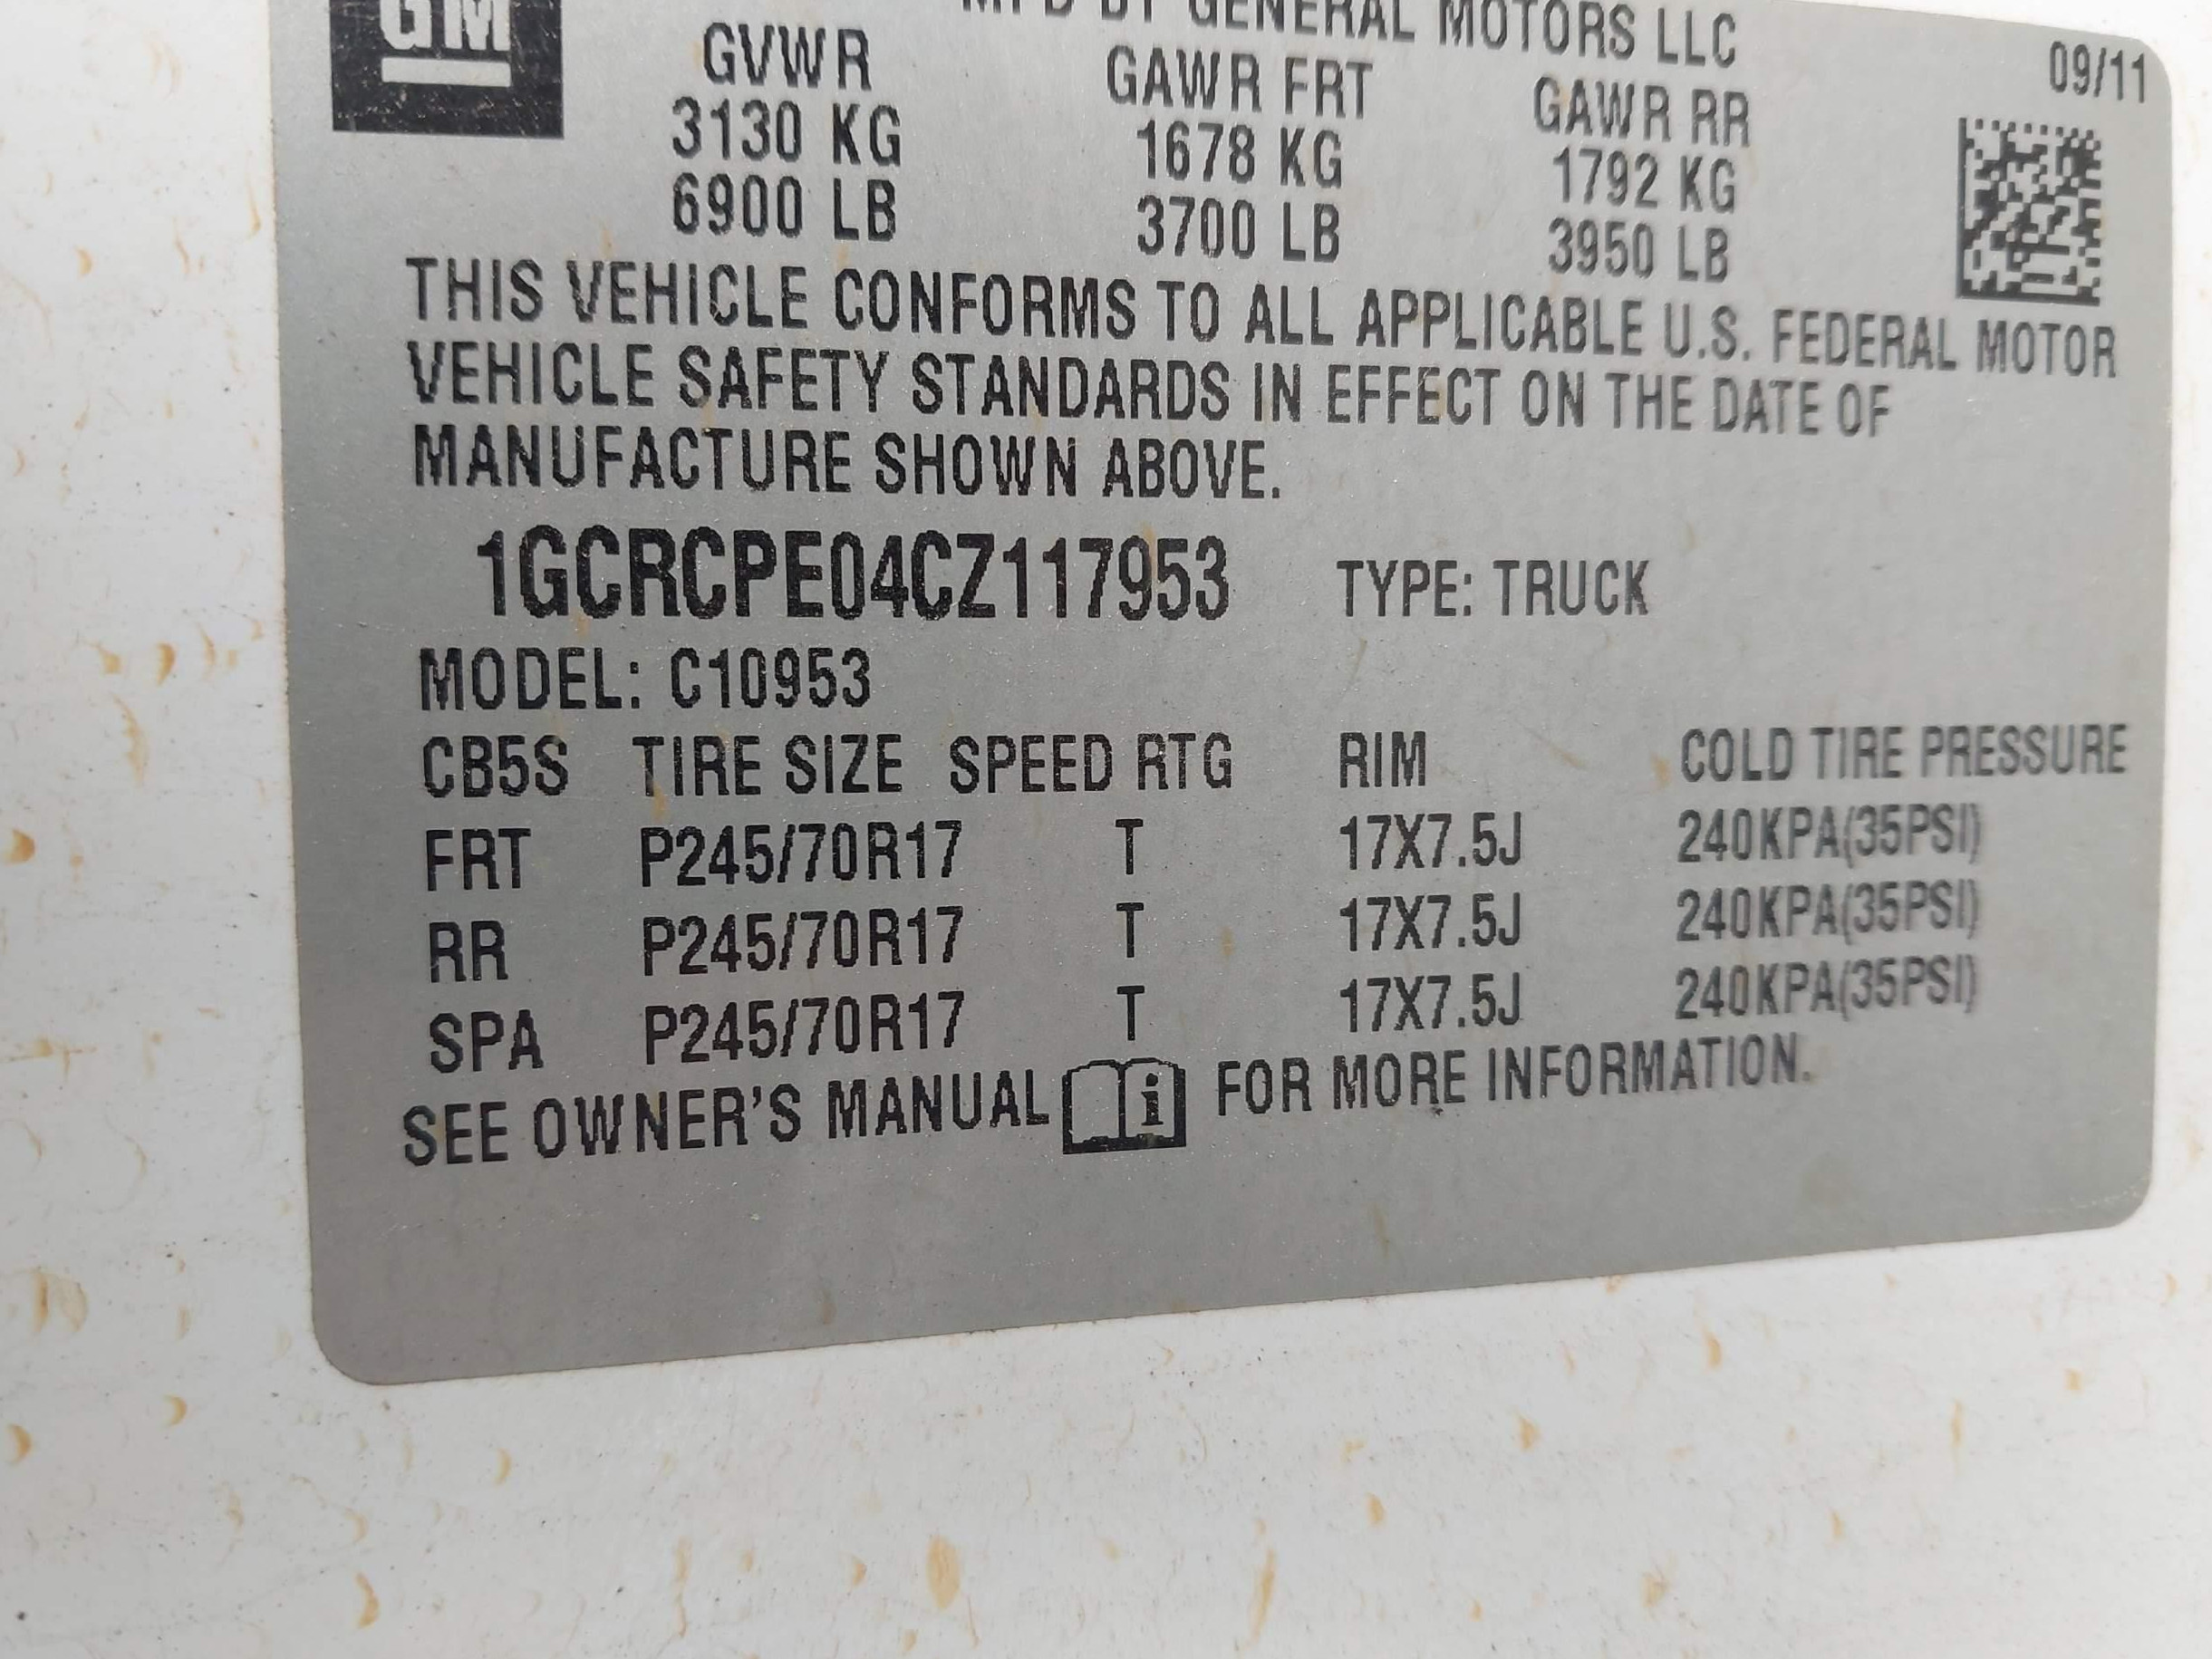 GM
MFD BY GENERAL MOTORS LLC
09/11
GVWR GAWR FRT GAWR RR
3130 KG 1678 KG 1792 KG
6900 LB 3700 LB 3950 LB
THIS VEHICLE CONFORMS TO ALL APPLICABLE U.S. FEDERAL MOTOR
VEHICLE SAFETY STANDARDS IN EFFECT ON THE DATE OF
MANUFACTURE SHOWN ABOVE.
1GCRCPE04CZ117953 TYPE: TRUCK
MODEL: C10953
CB5S TIRE SIZE SPEED RTG RIM COLD TIRE PRESSURE
FRT P245/70R17 T 17X7.5J 240KPA(35PSI)
RR P245/70R17 T 17X7.5J 240KPA(35PSI)
SPA P245/70R17 T 17X7.5J 240KPA(35PSI)
SEE OWNER'S MANUAL i FOR MORE INFORMATION.